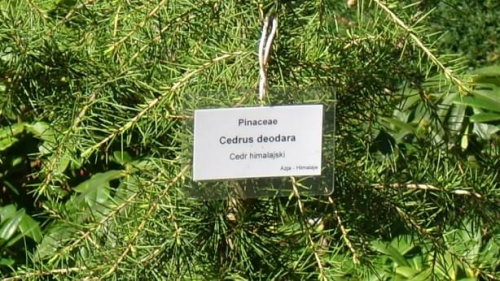 Pinaceae
Cedrus deodara
Cedr himalajski
Azja - Himalaje